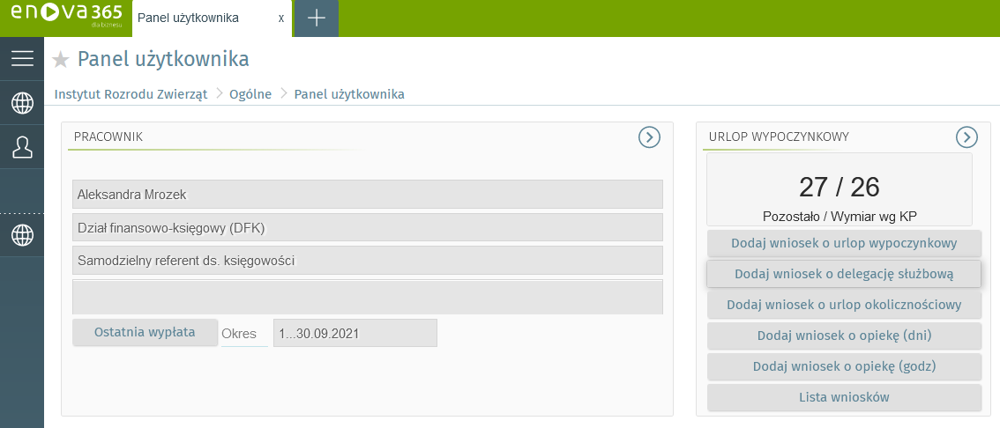 enova365
dla biznesu
Panel użytkownika x
Panel użytkownika
Instytut Rozrodu Zwierząt > Ogólne > Panel użytkownika
PRACOWNIK
Aleksandra Mrozek
Dział finansowo-księgowy (DFK)
Samodzielny referent ds. księgowości
Ostatnia wypłata Okres 1...30.09.2021
URLOP WYPOCZYNKOWY
27 / 26
Pozostało / Wymiar wg KP
Dodaj wniosek o urlop wypoczynkowy
Dodaj wniosek o delegację służbową
Dodaj wniosek o urlop okolicznościowy
Dodaj wniosek o opiekę (dni)
Dodaj wniosek o opiekę (godz)
Lista wniosków